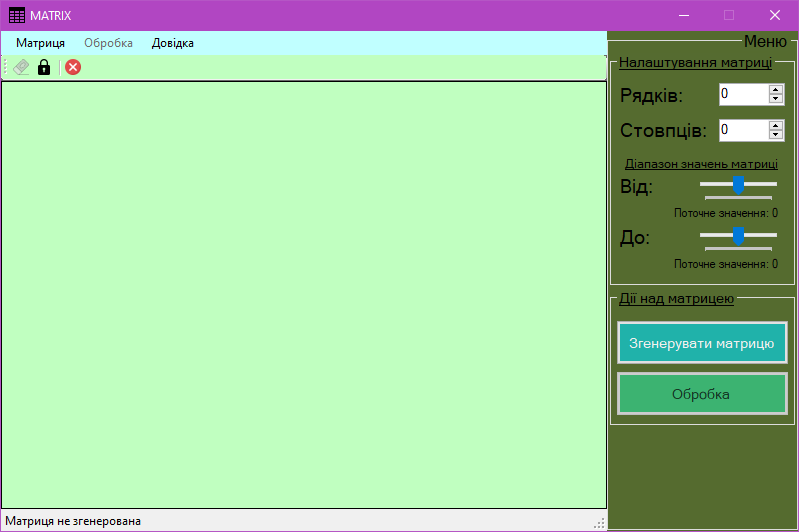 MATRIX
Матриця Обробка Довідка
Меню
Налаштування матриці
Рядків: 0
Стовпців: 0
Діапазон значень матриці
Від:
Поточне значення: 0
До:
Поточне значення: 0
Дії над матрицею
Згенерувати матрицю
Обробка
Матриця не згенерована